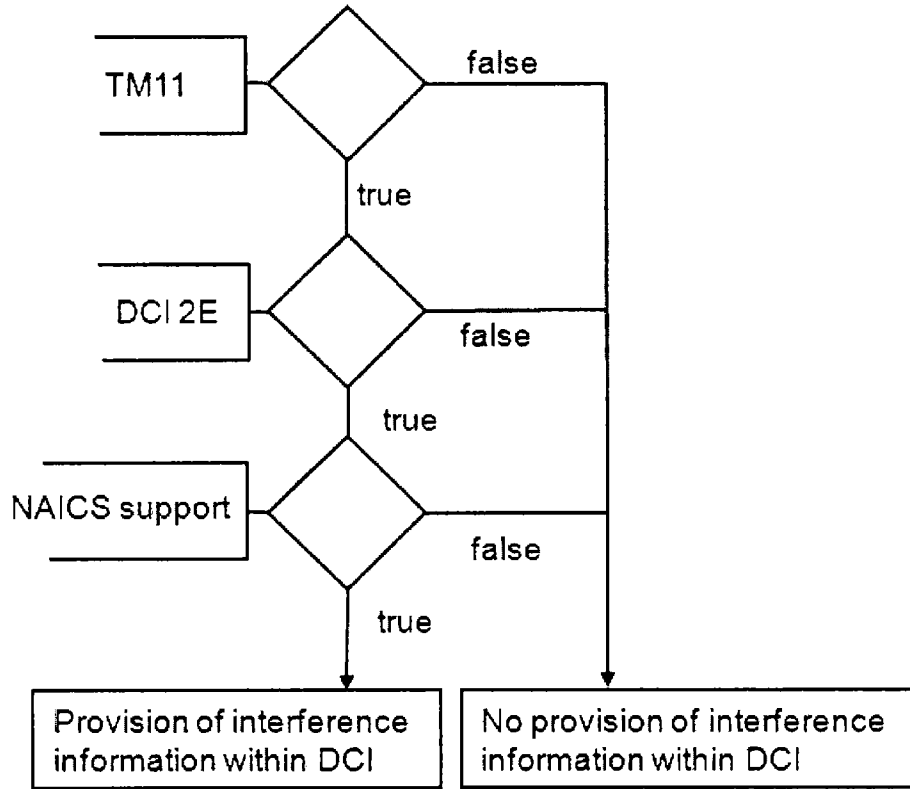 TM11
false
true
DCI 2E
false
true
NAICS support
false
true
Provision of interference
information within DCI
No provision of interference
information within DCI